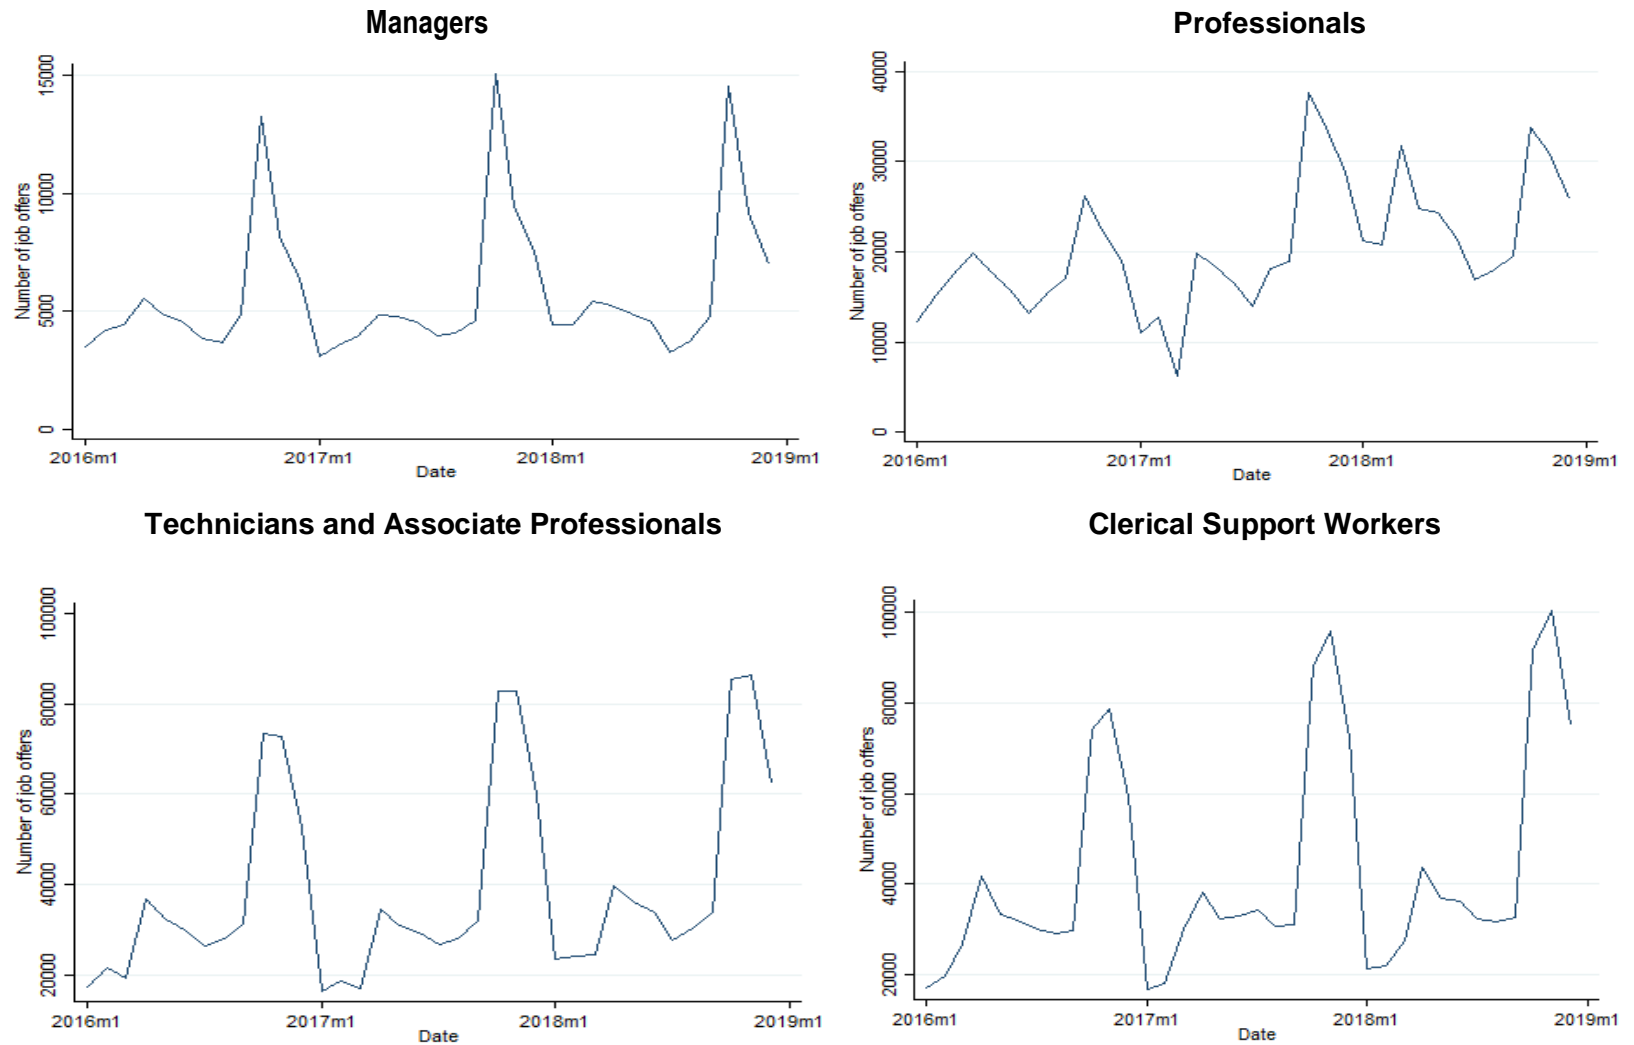 Managers
Number of job offers
15000
10000
5000
0
2016m1 2017m1 2018m1 2019m1
Date
Professionals
Number of job offers
40000
30000
20000
10000
0
2016m1 2017m1 2018m1 2019m1
Date
Technicians and Associate Professionals
Number of job offers
100000
80000
60000
40000
20000
2016m1 2017m1 2018m1 2019m1
Date
Clerical Support Workers
Number of job offers
100000
80000
60000
40000
20000
2016m1 2017m1 2018m1 2019m1
Date